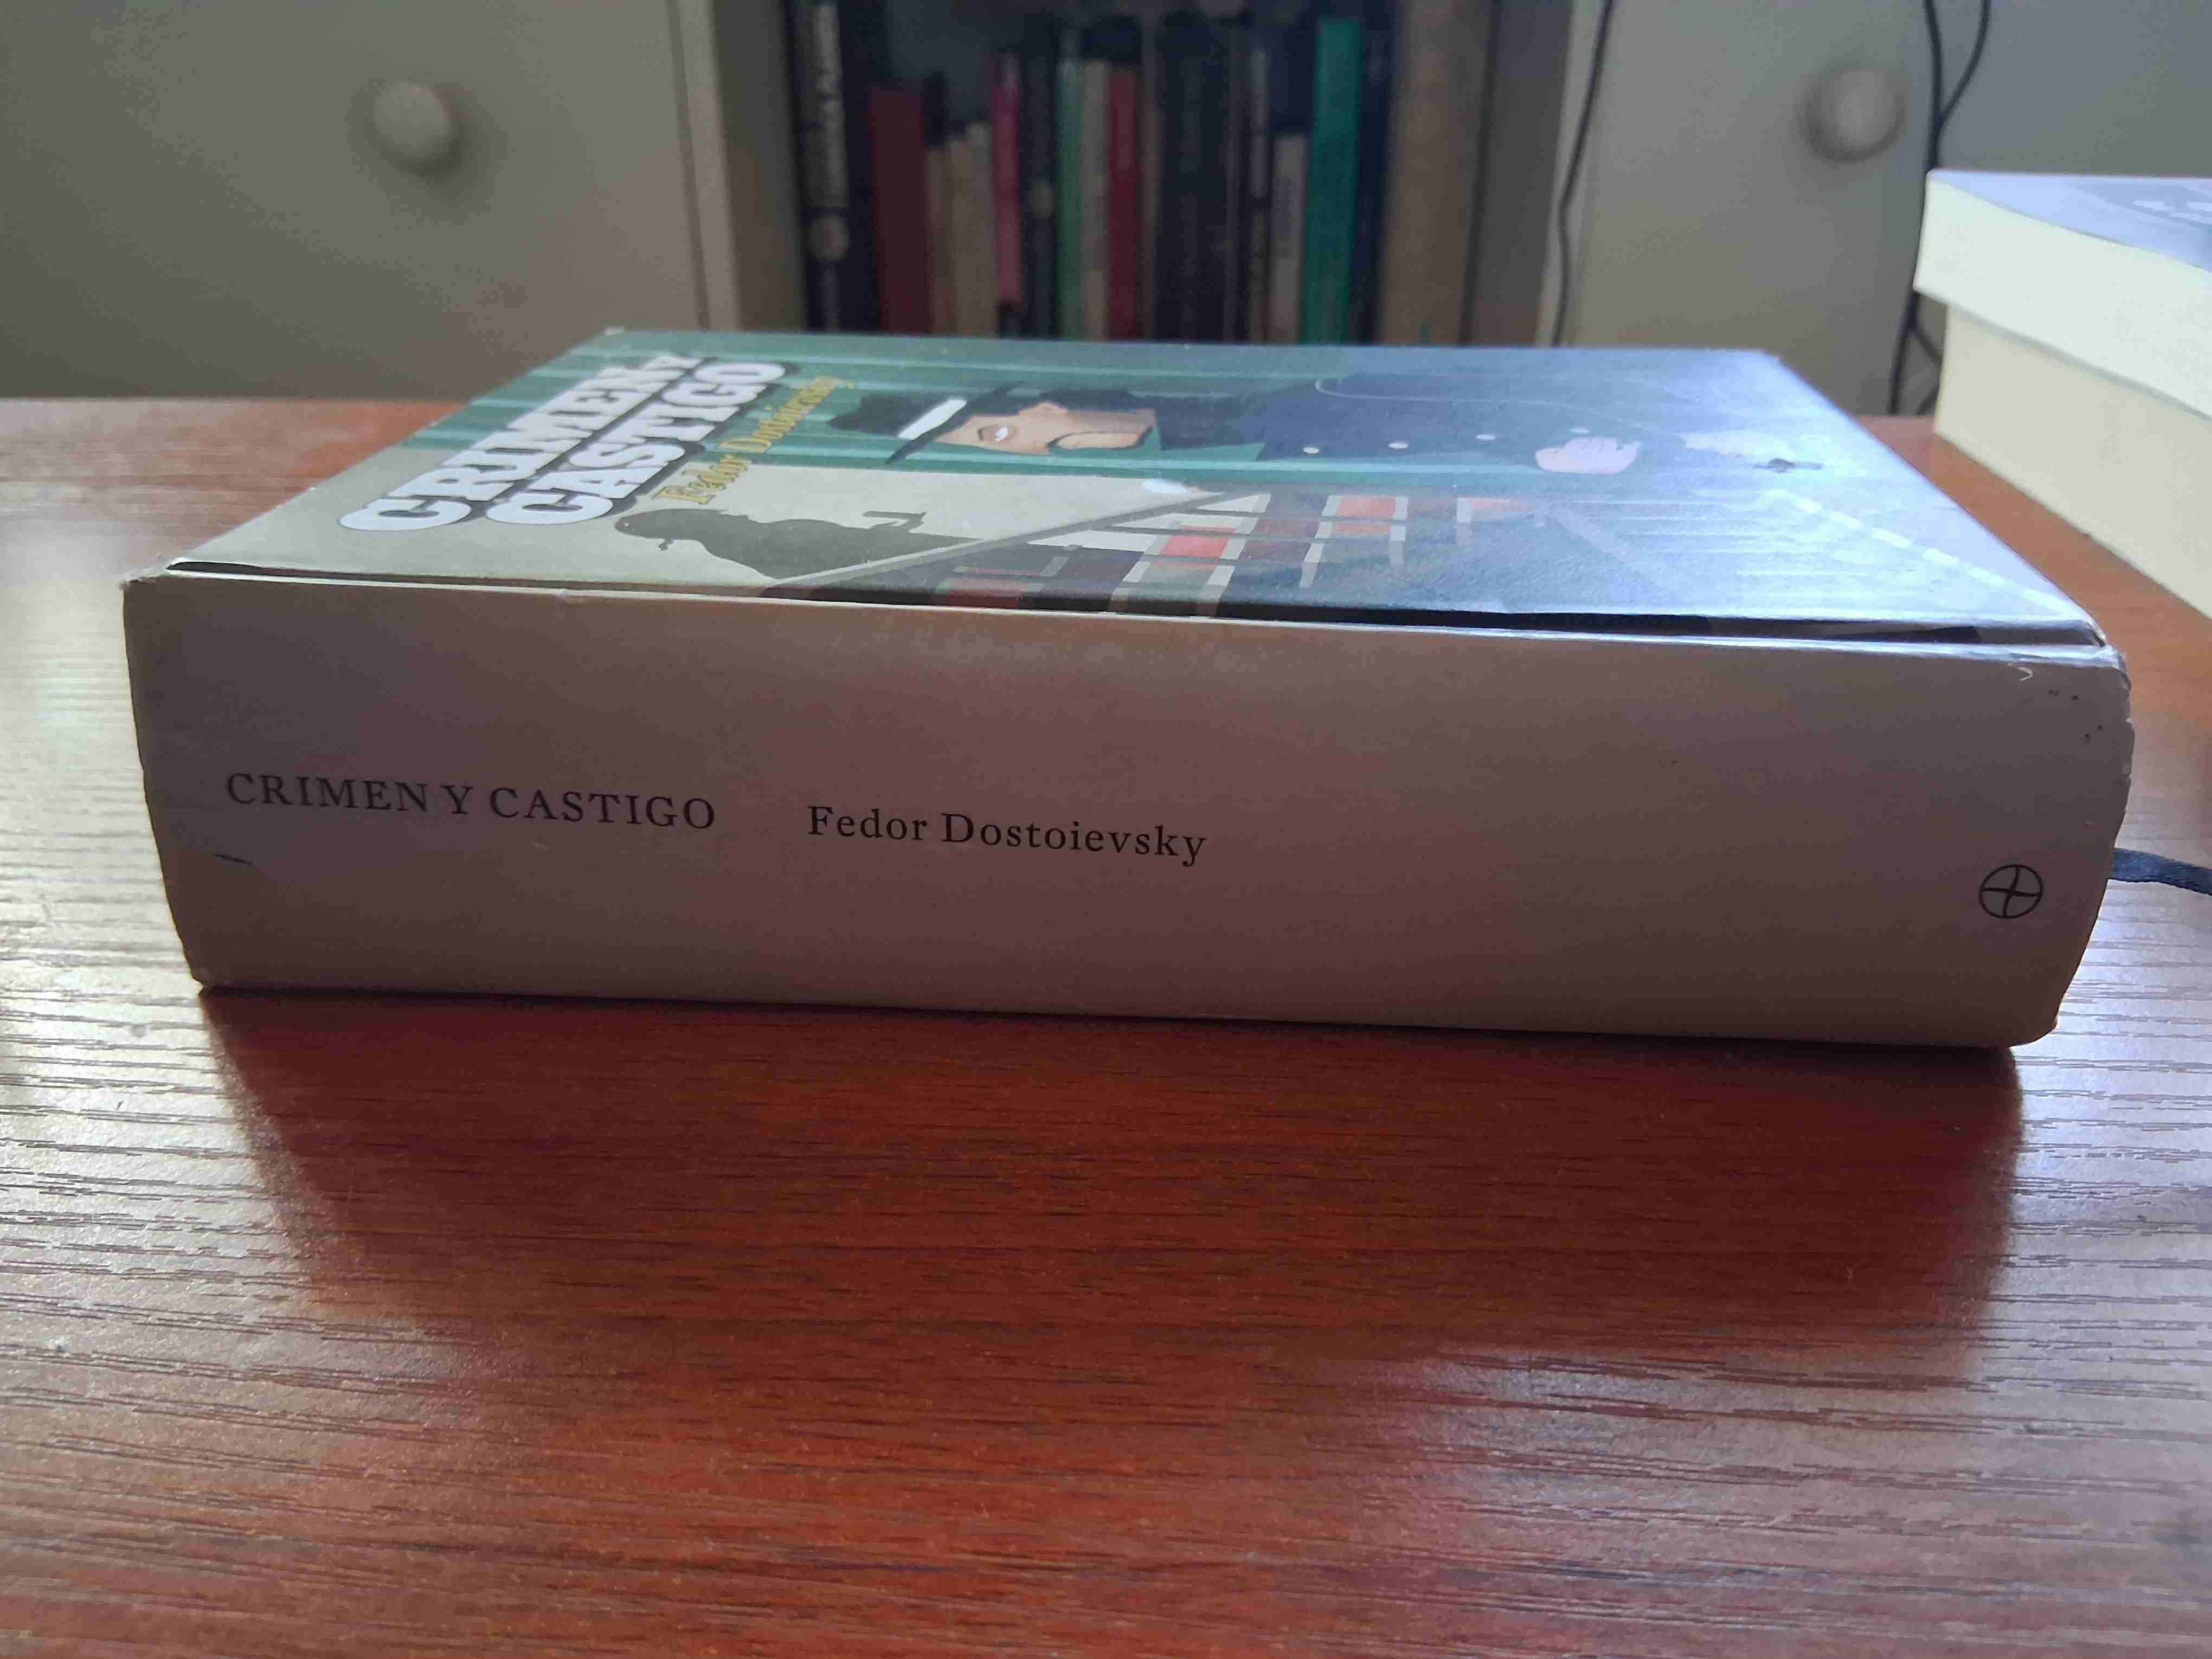 CRIMEN Y
CASTIGO
Fedor Dostoievsky
CRIMEN Y CASTIGO Fedor Dostoievsky